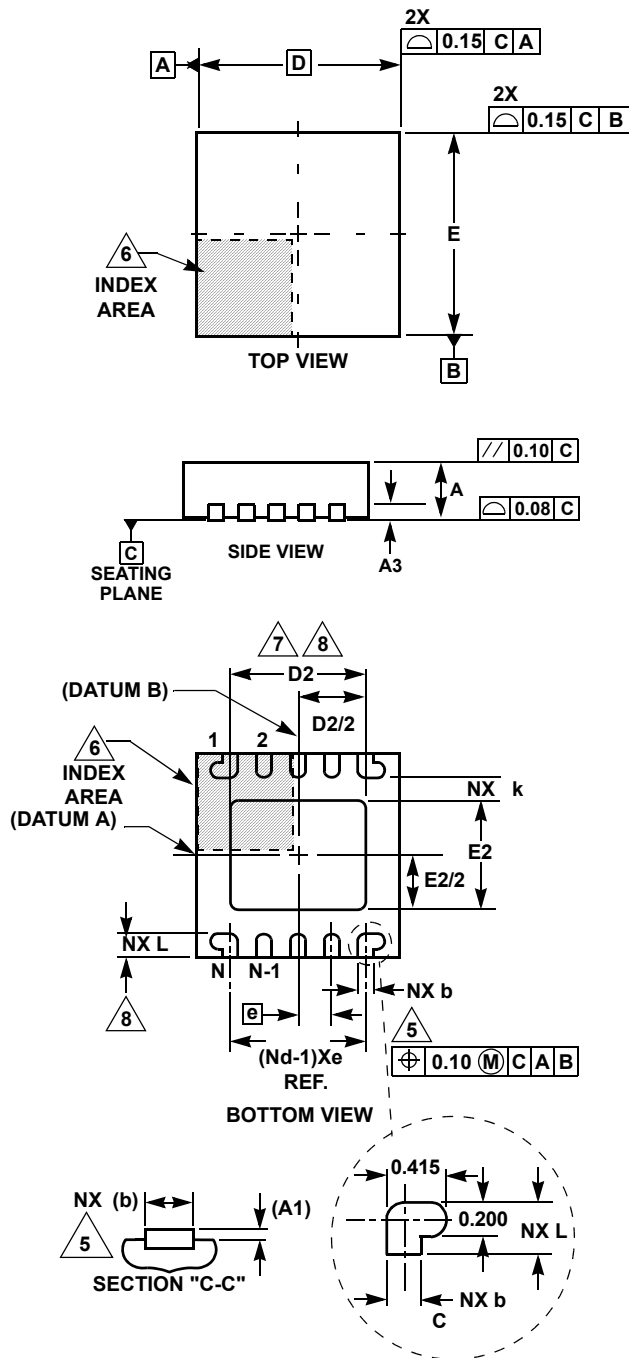 2X
⌓ 0.15 C A
A
D
2X
⌓ 0.15 C B
E
6
INDEX
AREA
TOP VIEW
B
// 0.10 C
A
⌓ 0.08 C
C
SEATING
PLANE
SIDE VIEW
A3
7 8
D2
(DATUM B)
D2/2
6
INDEX
AREA
(DATUM A)
1 2
NX k
E2
E2/2
NX L
8
N N-1
NX b
e
5
(Nd-1)Xe
REF.
⌖ 0.10 Ⓜ C A B
BOTTOM VIEW
NX (b)
(A1)
5
SECTION "C-C"
0.415
0.200
NX L
NX b
C